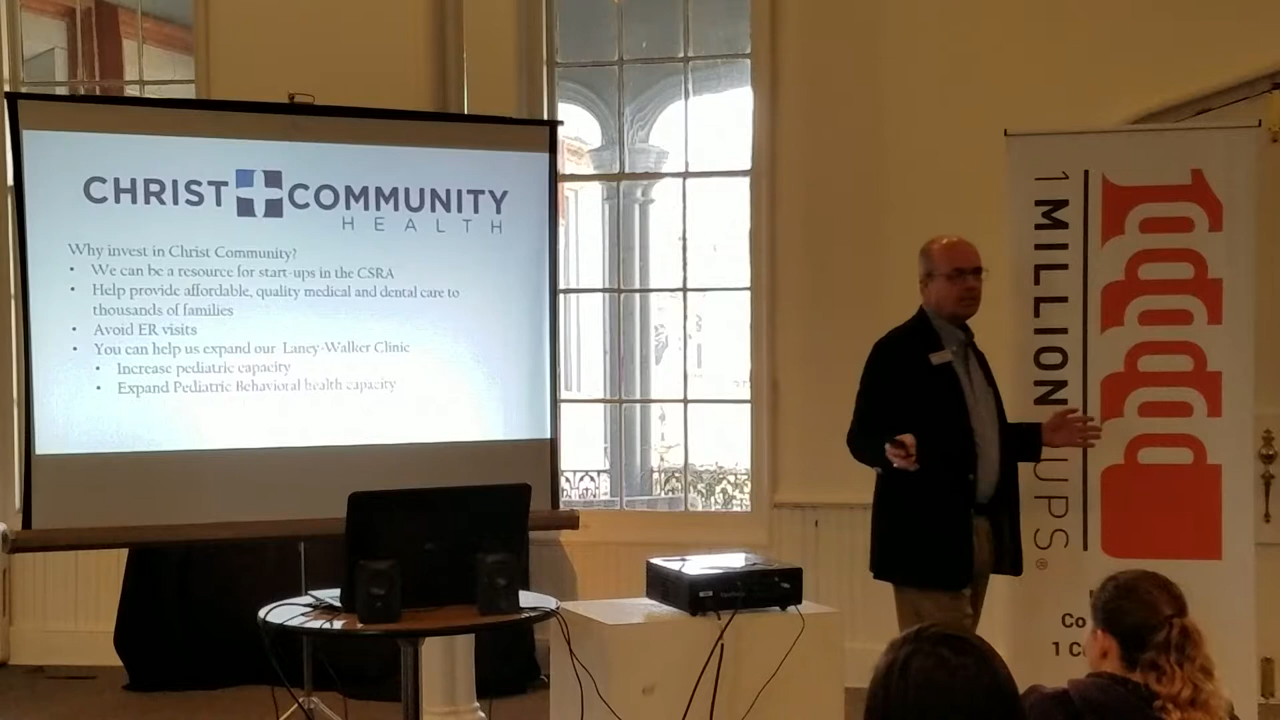 CHRIST COMMUNITY
HEALTH
Why invest in Christ Community?
• We can be a resource for start-ups in the CSRA
• Help provide affordable, quality medical and dental care to
thousands of families
• Avoid ER visits
• You can help us expand our Laney-Walker Clinic
• Increase pediatric capacity
• Expand Pediatric Behavioral health capacity
1 MILLION UPS®
Co
1 C